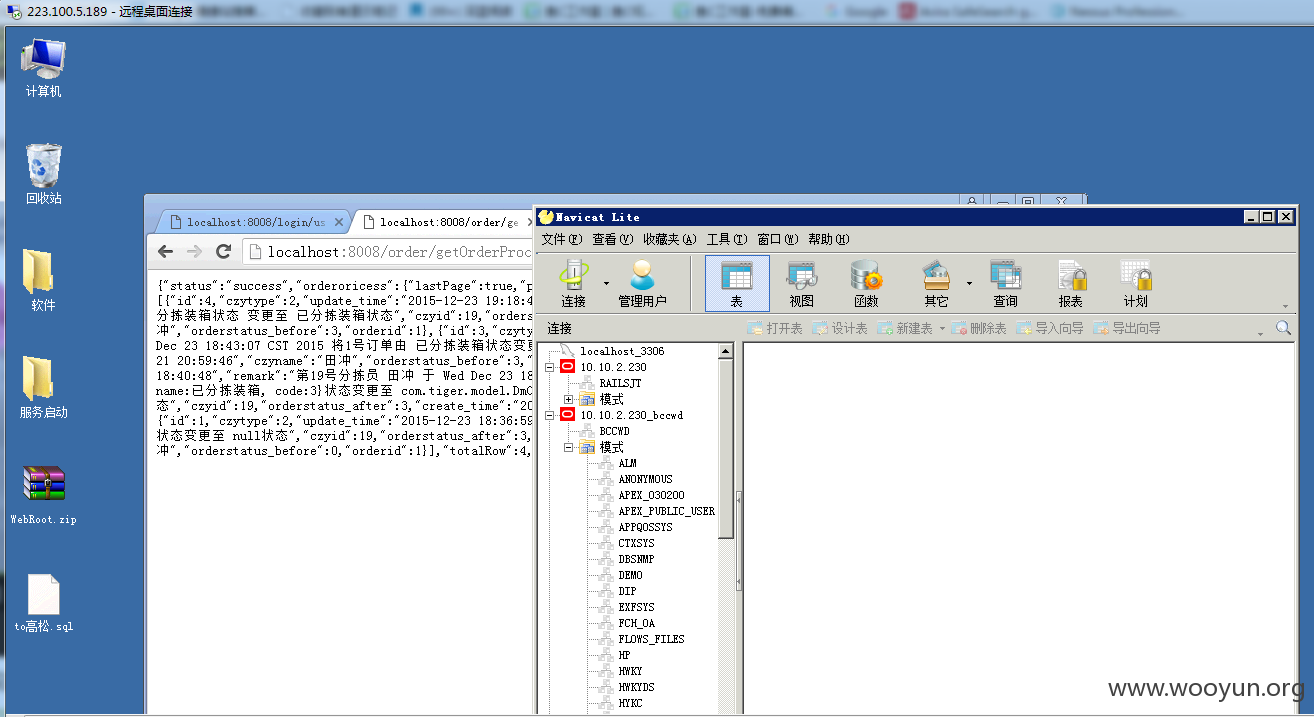 223.100.5.189 - 远程桌面连接
计算机
回收站
软件
服务启动
WebRoot.zip
to高松.sql
localhost:8008/login/us
localhost:8008/order/ge
localhost:8008/order/getOrderProc
{"status":"success","orderoricess":{"lastPage":true,"p
[{"id":4,"czytype":2,"update_time":"2015-12-23 19:18:4
分拣装箱状态 变更至 已分拣装箱状态","czyid":19,"orders
冲","orderstatus_before":3,"orderid":1},{"id":3,"czyty
Dec 23 18:43:07 CST 2015 将1号订单由 已分拣装箱状态变更
21 20:59:46","czyname":"田冲","orderstatus_before":3,"
18:40:48","remark":"第19号分拣员 田冲 于 Wed Dec 23 18
name:已分拣装箱, code:3}状态变更至 com.tiger.model.DmO
态","czyid":19,"orderstatus_after":3,"create_time":"20
{"id":1,"czytype":2,"update_time":"2015-12-23 18:36:59
状态变更至 null状态","czyid":19,"orderstatus_after":3,
冲","orderstatus_before":0,"orderid":1}],"totalRow":4,
Navicat Lite
文件(F) 查看(V) 收藏夹(A) 工具(T) 窗口(W) 帮助(H)
连接 管理用户 表 视图 函数 其它 查询 报表 计划
连接 打开表 设计表 新建表 删除表 导入向导 导出向导
localhost_3306
10.10.2.230
RAILSJT
模式
10.10.2.230_bccwd
BCCWD
模式
ALM
ANONYMOUS
APEX_030200
APEX_PUBLIC_USER
APPQOSSYS
CTXSYS
DBSNMP
DEMO
DIP
EXFSYS
FCH_OA
FLOWS_FILES
HP
HWKY
HWKYDS
HYKC
www.wooyun.org